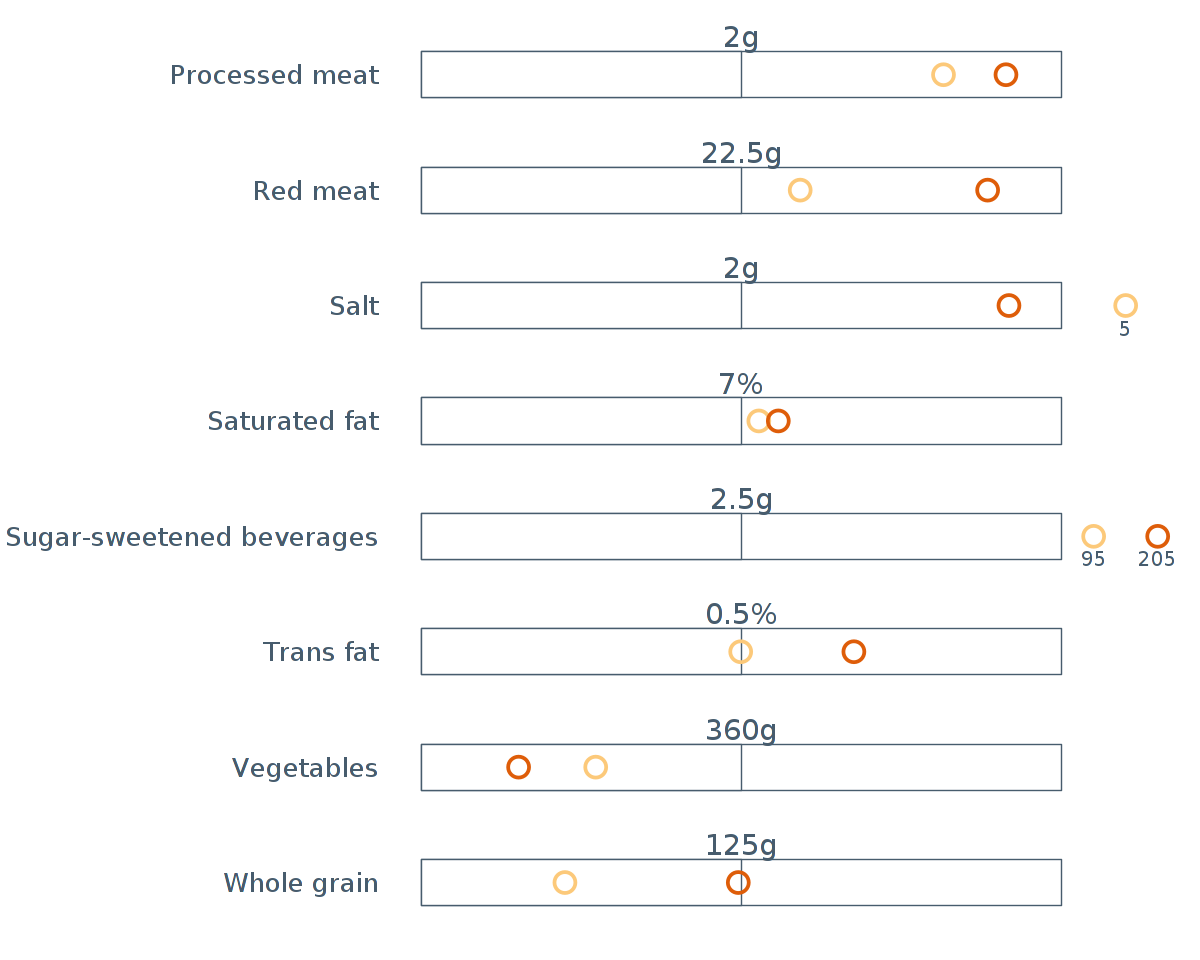 2g
Processed meat
22.5g
Red meat
2g
Salt
5
7%
Saturated fat
2.5g
Sugar-sweetened beverages
95
205
0.5%
Trans fat
360g
Vegetables
125g
Whole grain